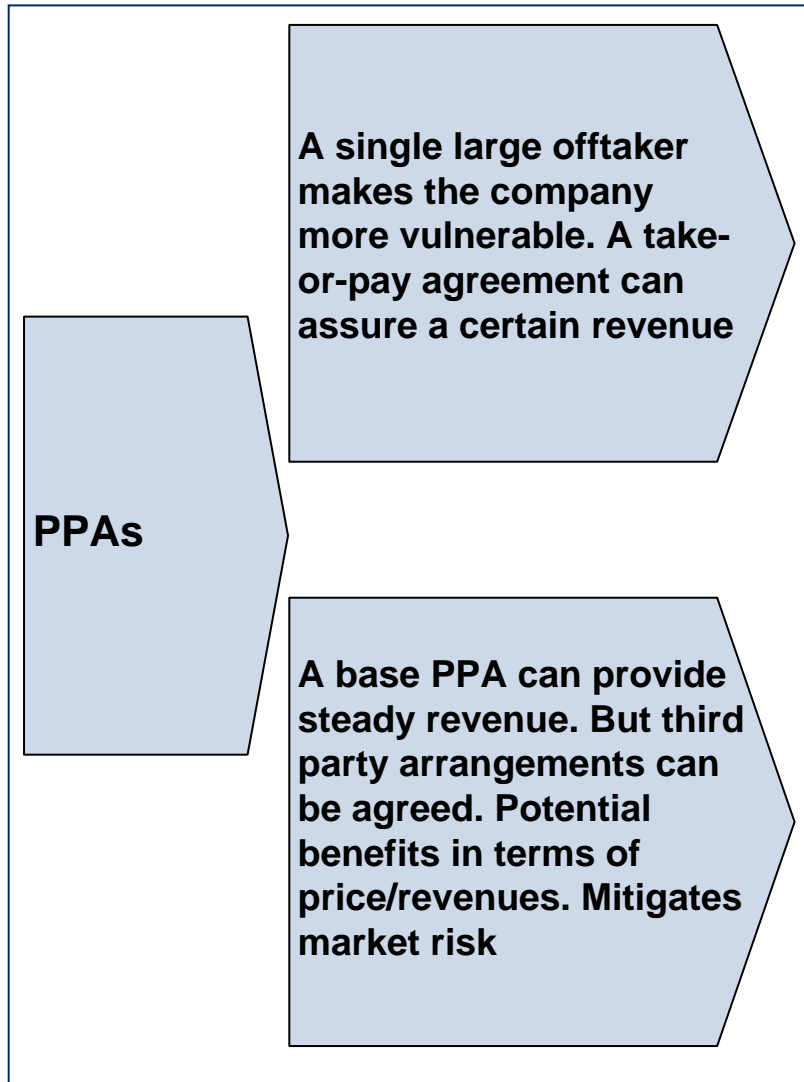 PPAs
A single large offtaker
makes the company
more vulnerable. A take-
or-pay agreement can
assure a certain revenue
A base PPA can provide
steady revenue. But third
party arrangements can
be agreed. Potential
benefits in terms of
price/revenues. Mitigates
market risk